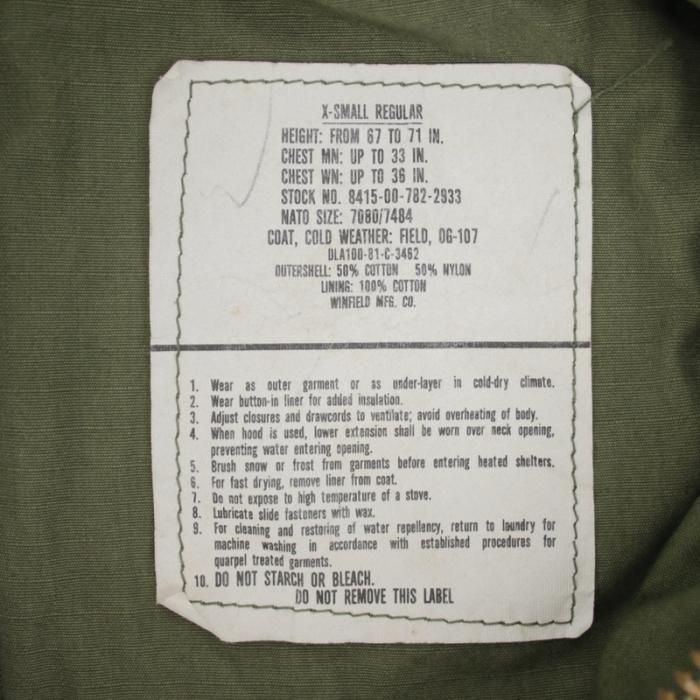 X-SMALL REGULAR
HEIGHT: FROM 67 TO 71 IN.
CHEST MN: UP TO 33 IN.
CHEST WN: UP TO 36 IN.
STOCK NO. 8415-00-782-2933
NATO SIZE: 7080/7484
COAT, COLD WEATHER: FIELD, OG-107
DLA100-81-C-3462
OUTERSHELL: 50% COTTON 50% NYLON
LINING: 100% COTTON
WINFIELD MFG. CO.
1. Wear as outer garment or as under-layer in cold-dry climate.
2. Wear button-in liner for added insulation.
3. Adjust closures and drawcords to ventilate; avoid overheating of body.
4. When hood is used, lower extension shall be worn over neck opening,
preventing water entering opening.
5. Brush snow or frost from garments before entering heated shelters.
6. For fast drying, remove liner from coat.
7. Do not expose to high temperature of a stove.
8. Lubricate slide fasteners with wax.
9. For cleaning and restoring of water repellency, return to laundry for
machine washing in accordance with established procedures for
quarpel treated garments.
10. DO NOT STARCH OR BLEACH.
DO NOT REMOVE THIS LABEL